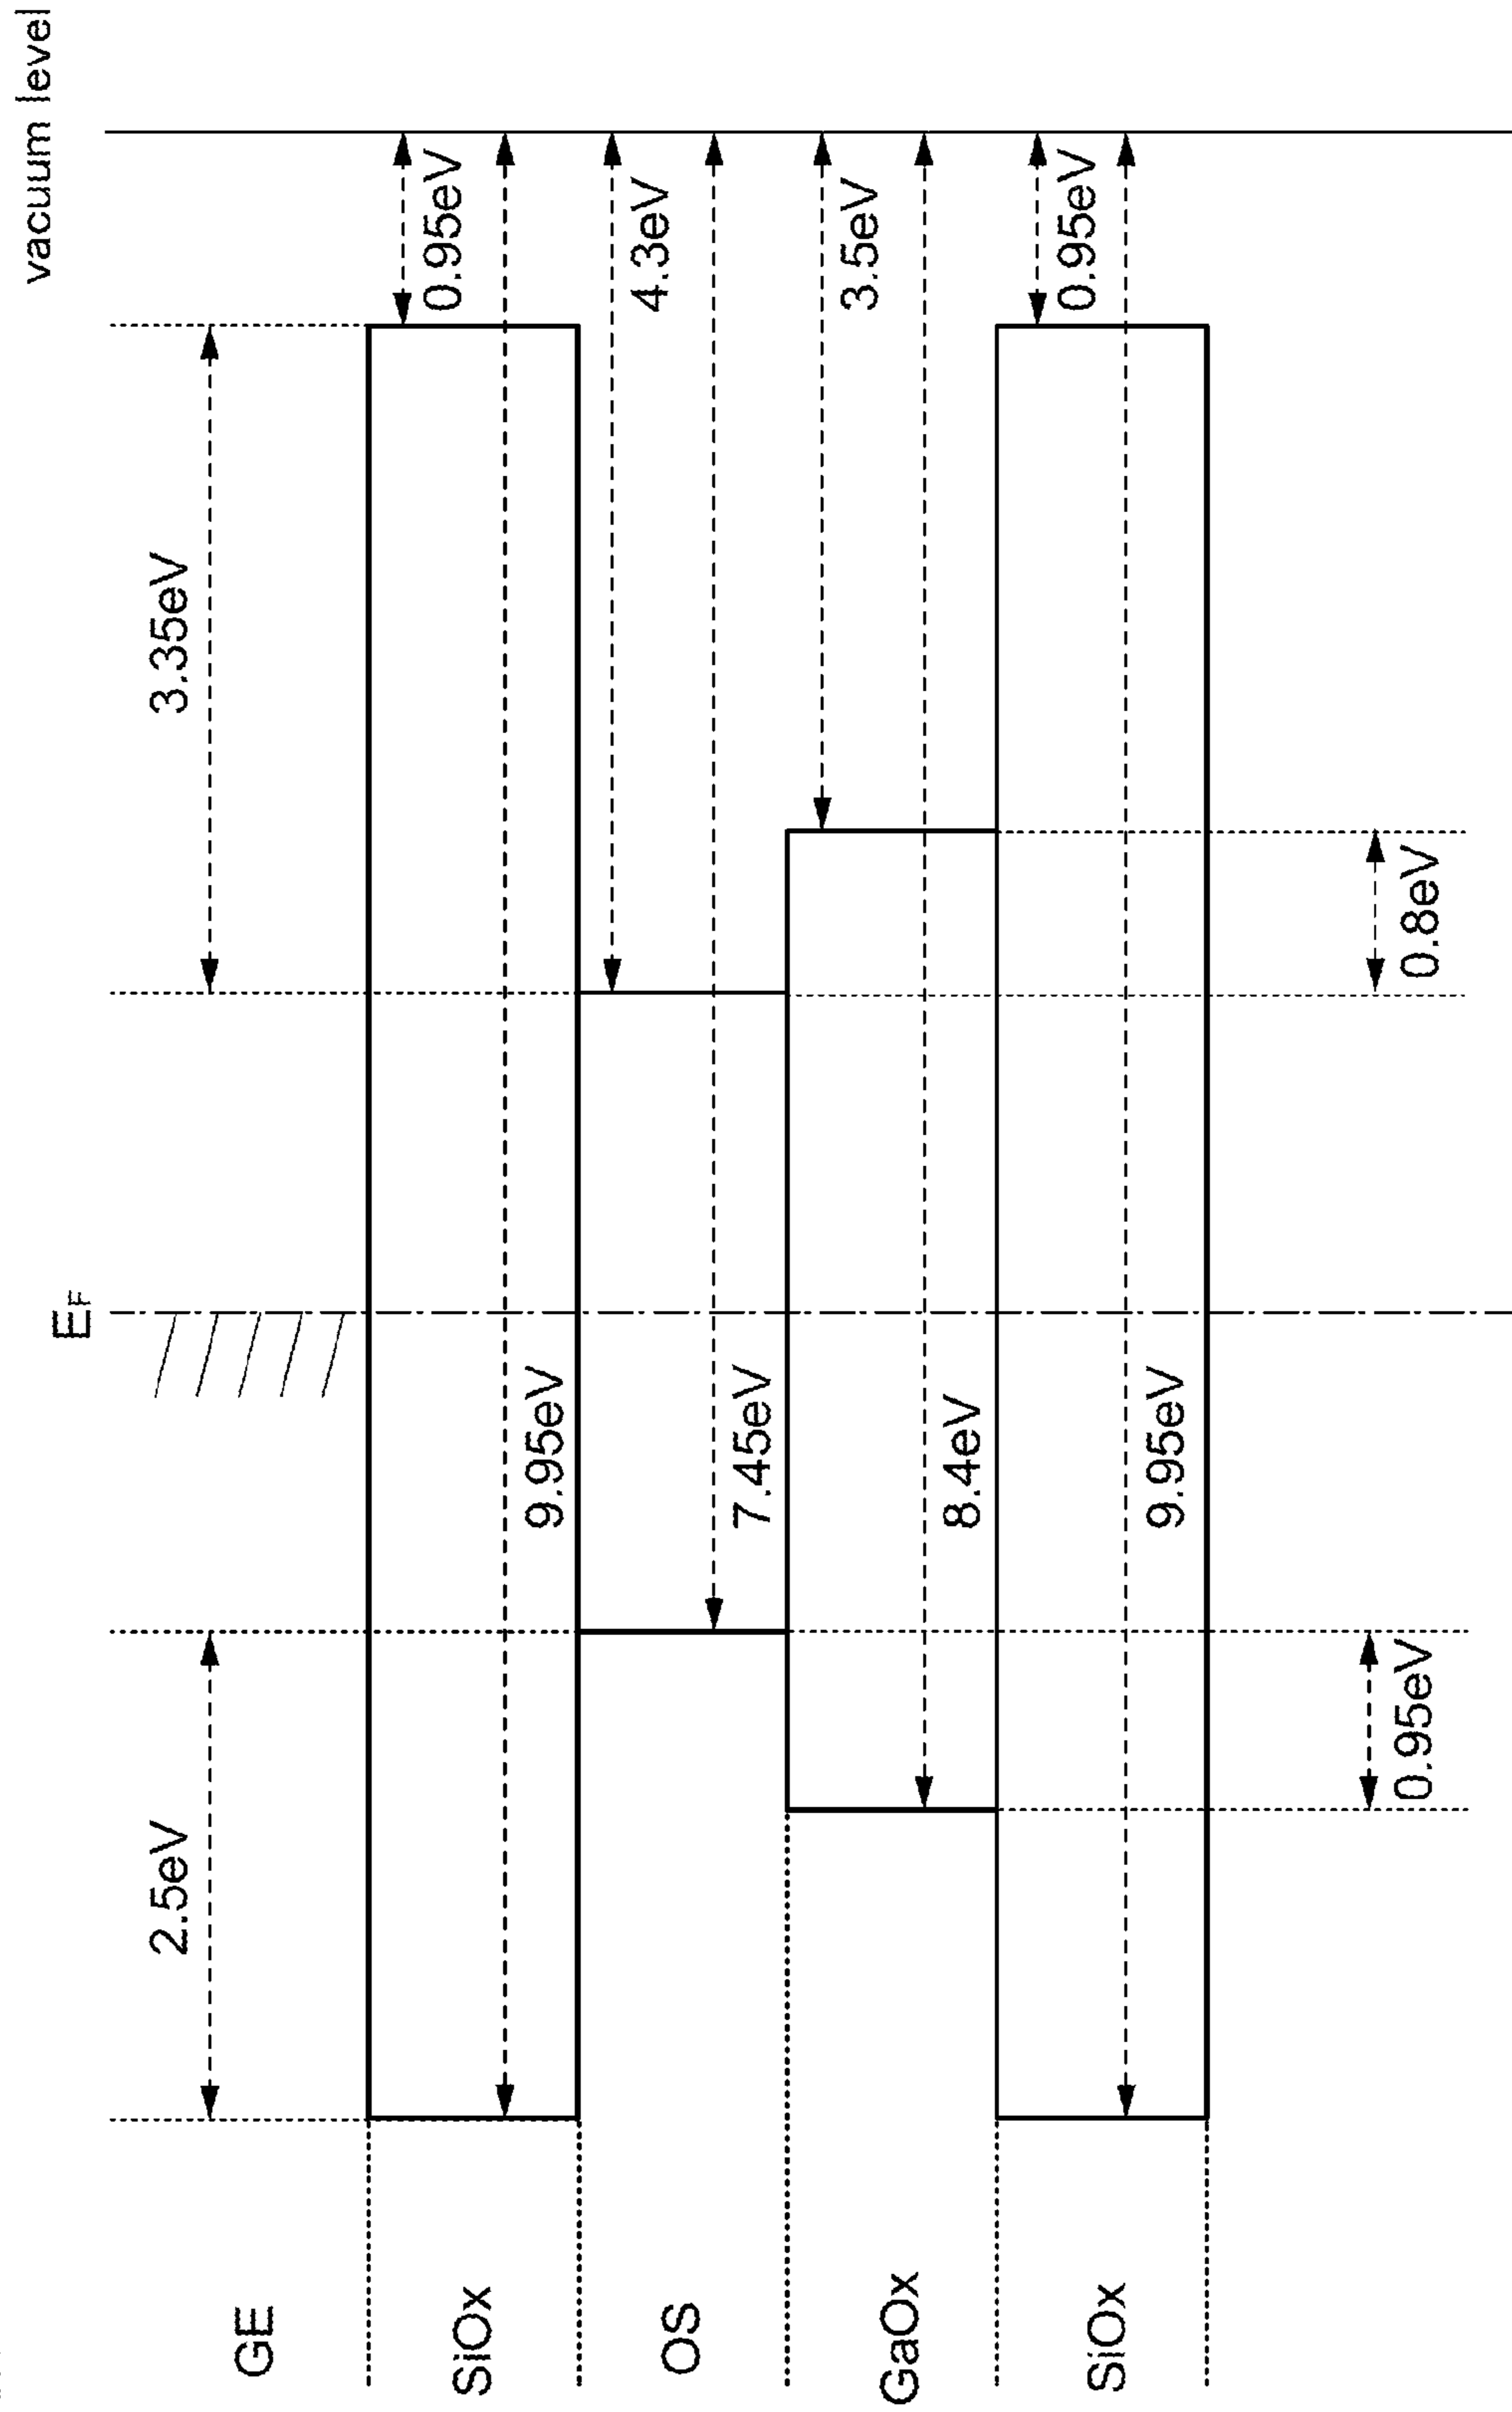 vacuum level
0.95eV
4.3eV
3.5eV
0.95eV
3.35eV
0.8eV
EF
9.95eV
7.45eV
8.4eV
9.95eV
2.5eV
0.95eV
GE
SiOx
OS
GaOx
SiOx